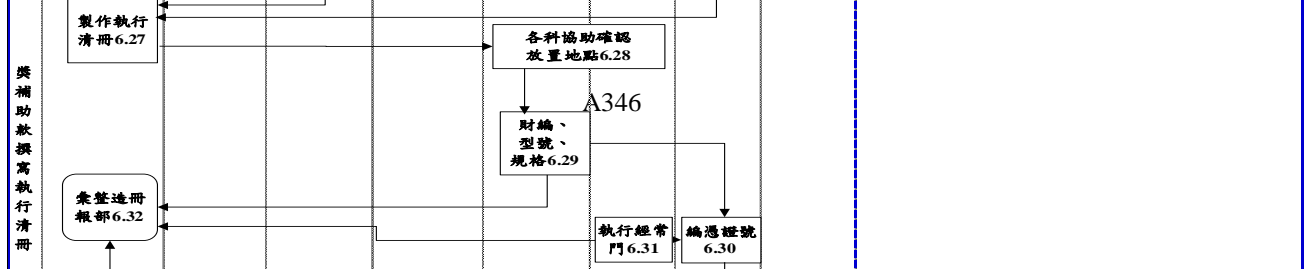 獎補助款撰寫執行清冊
製作執行
清冊6.27
各科協助確認
放置地點6.28
A346
財編、
型號、
規格6.29
彙整造冊
報部6.32
執行經常
門6.31
編憑證號
6.30